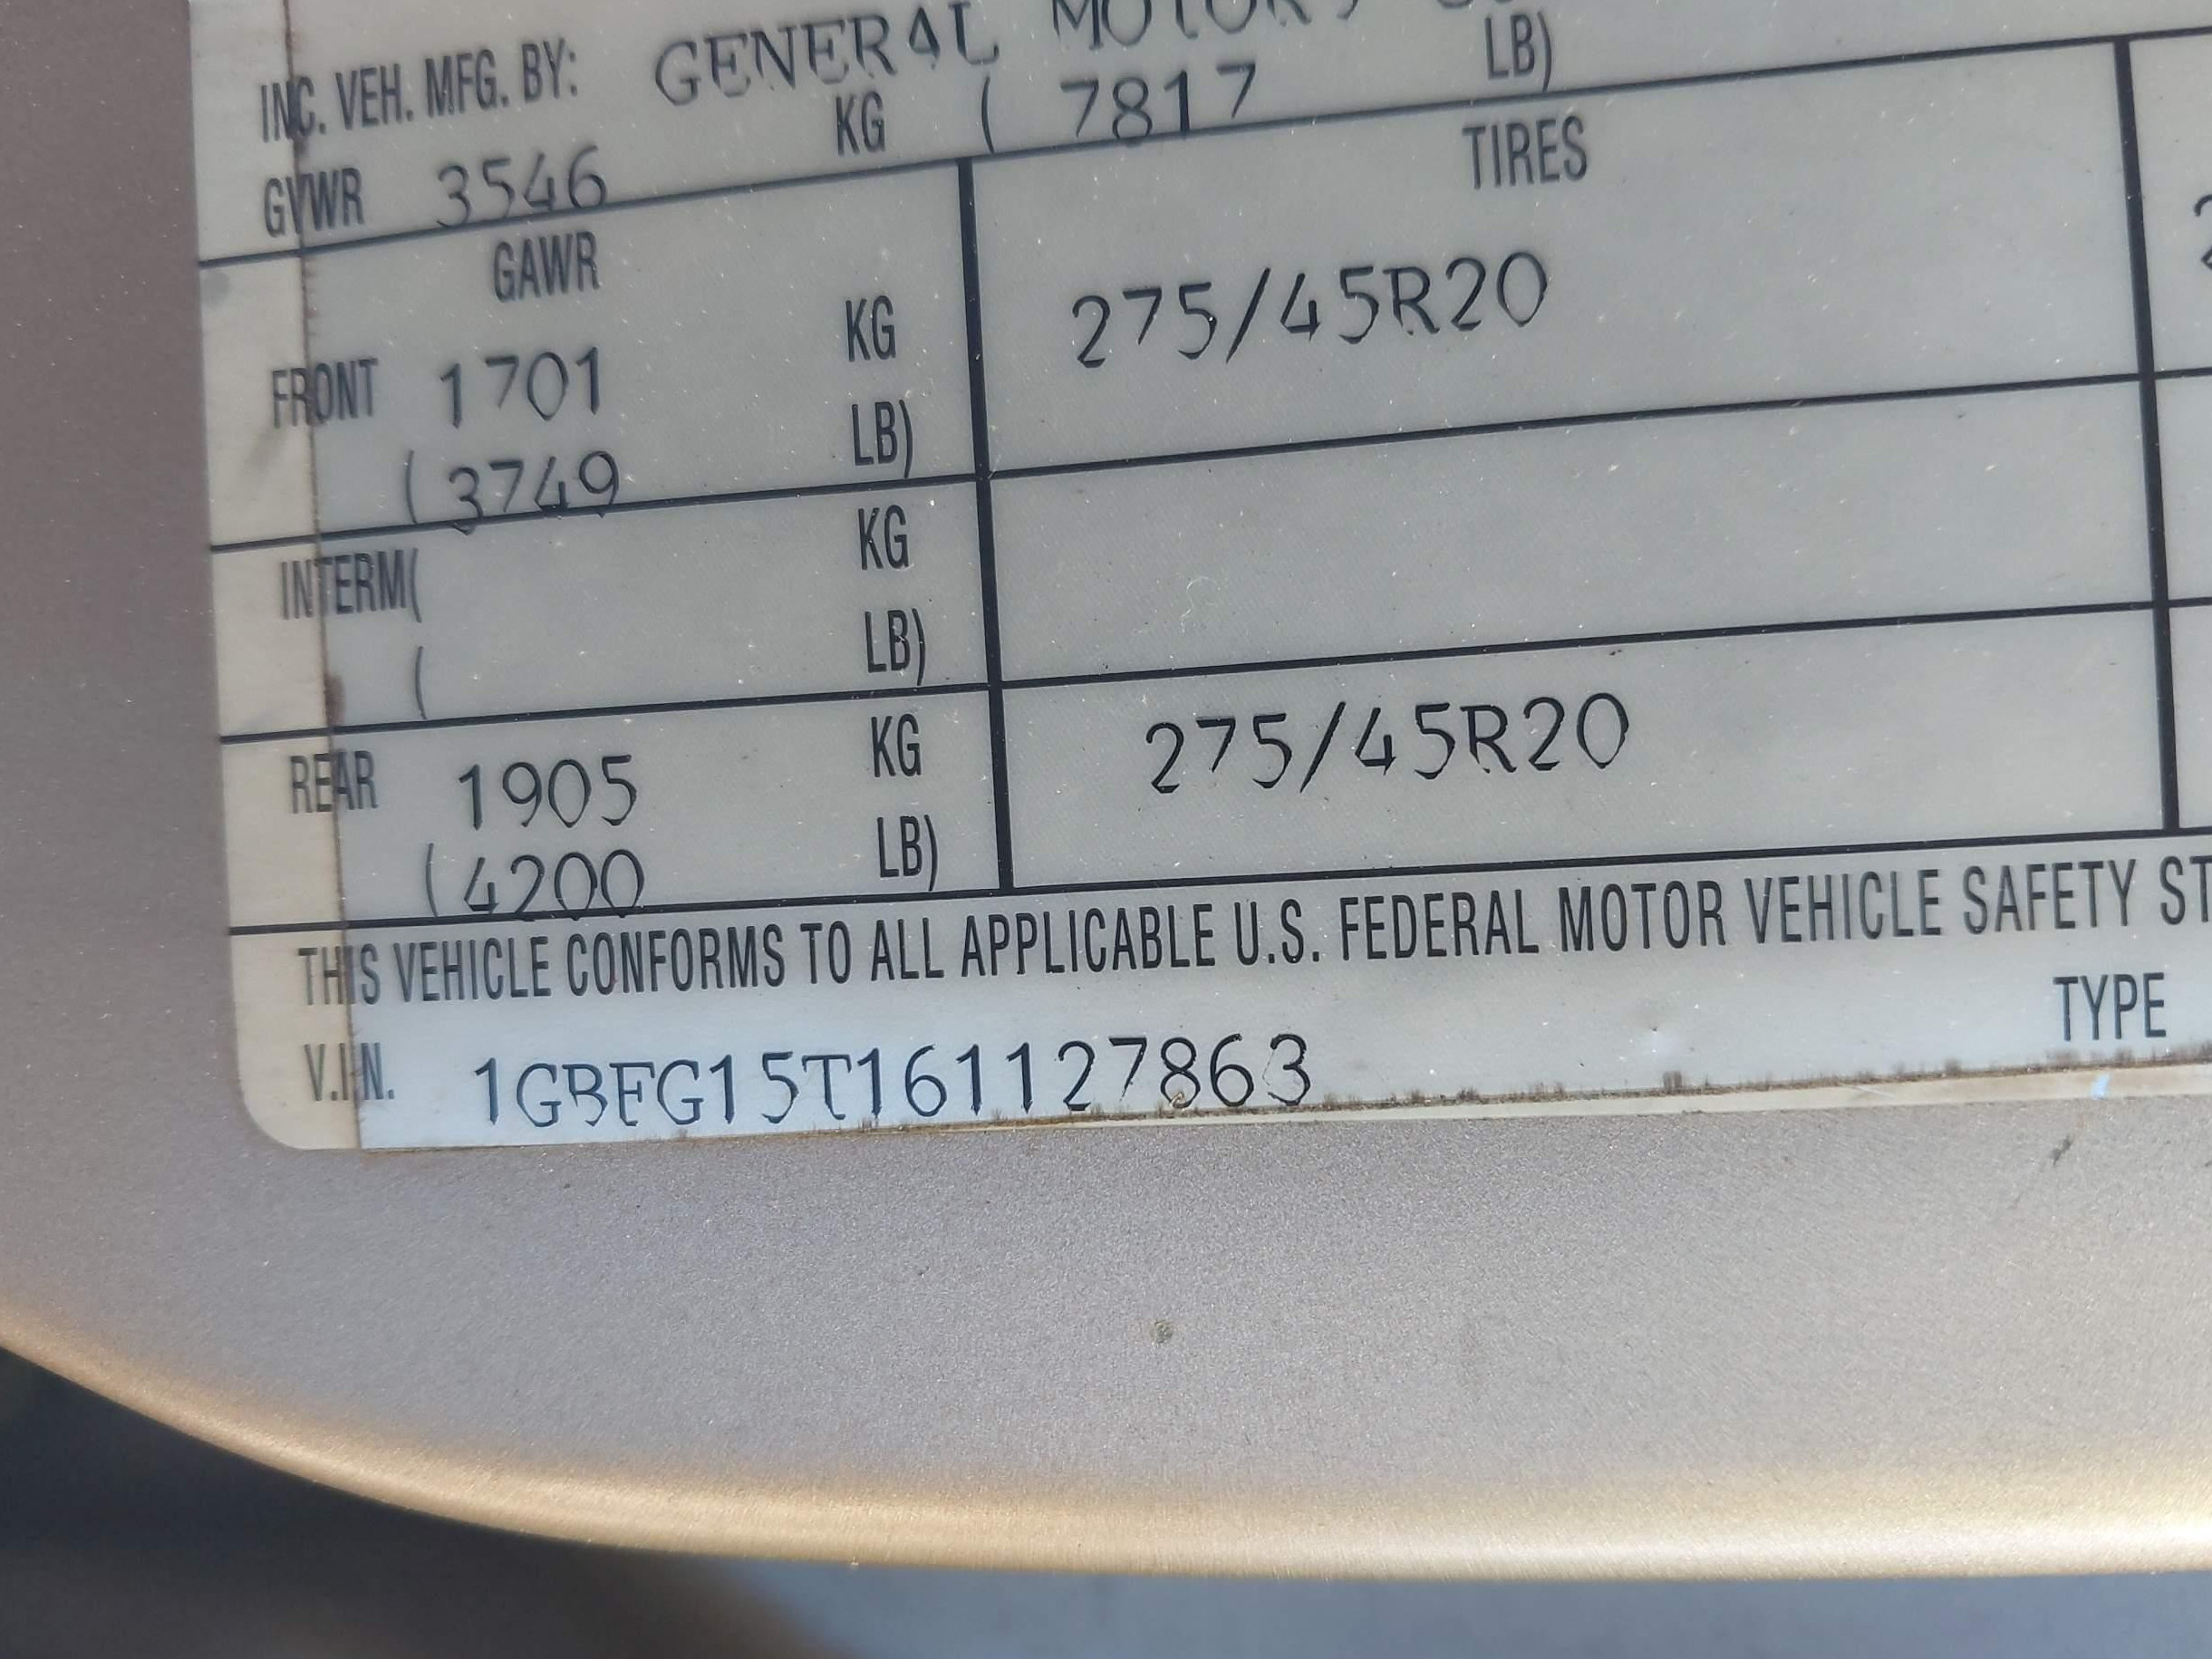 INC. VEH. MFG. BY: GENERAL MOTORS
GVWR 3546 KG ( 7817 LB)
GAWR TIRES
FRONT 1701 KG 275/45R20
(3749 LB)
INTERM( KG
( LB)
REAR 1905 KG 275/45R20
(4200 LB)
THIS VEHICLE CONFORMS TO ALL APPLICABLE U.S. FEDERAL MOTOR VEHICLE SAFETY ST
V.I.N. 1GBFG15T161127863 TYPE